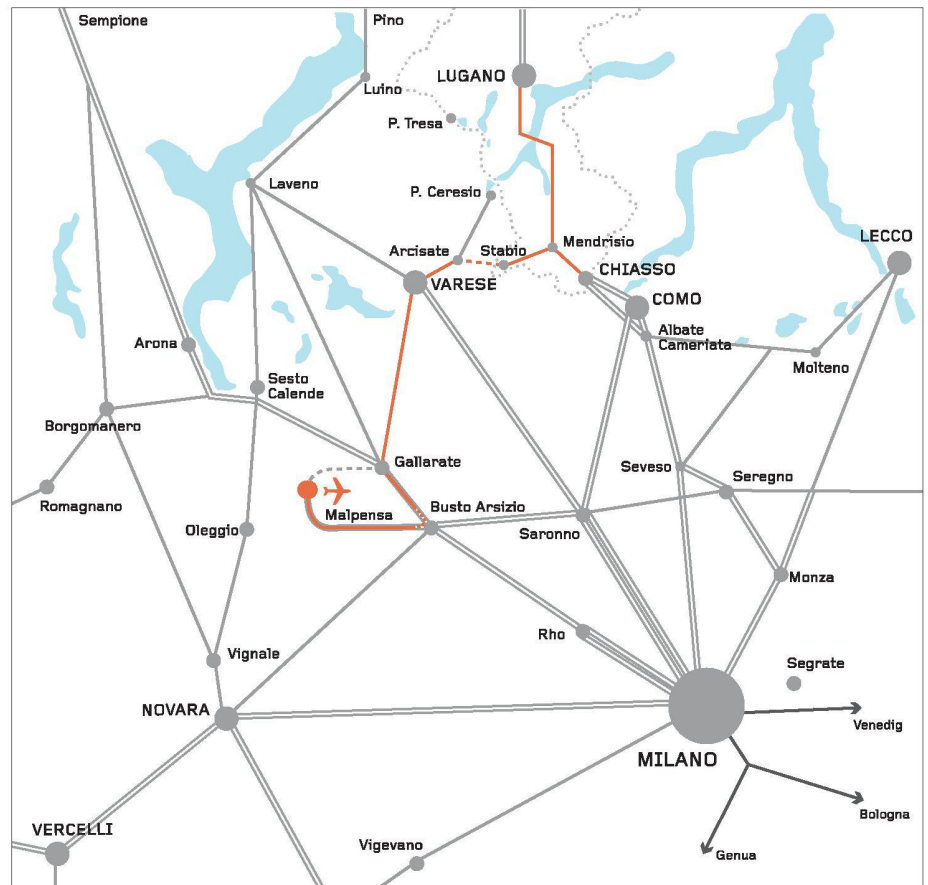 Sempione
Pino
LUGANO
Luino
P. Tresa
Laveno
P. Ceresio
Arcisate
Stabio
Mendrisio
LECCO
CHIASSO
VARESE
COMO
Arona
Albate
Cameriata
Molteno
Sesto
Calende
Borgomanero
Gallarate
Seveso
Seregno
Romagnano
Malpensa
Busto Arsizio
Oleggio
Saronno
Monza
Rho
Vignale
Segrate
NOVARA
Venedig
MILANO
Bologna
VERCELLI
Vigevano
Genua